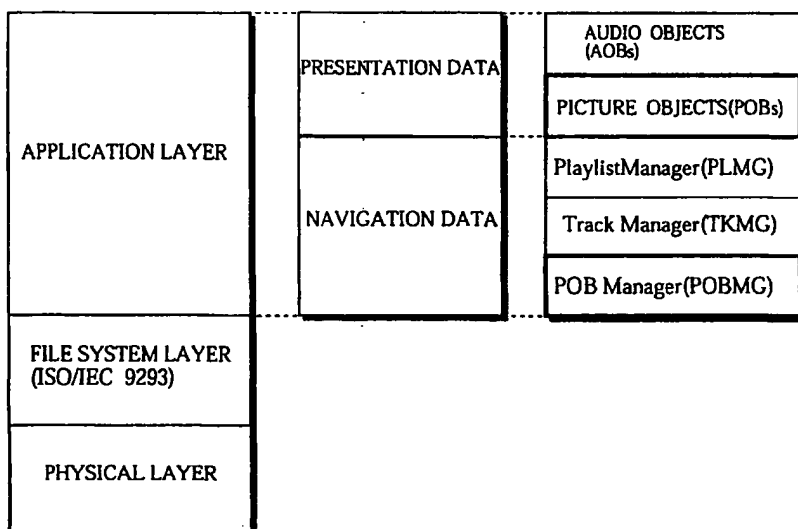 APPLICATION LAYER
FILE SYSTEM LAYER
(ISO/IEC 9293)
PHYSICAL LAYER
PRESENTATION DATA
NAVIGATION DATA
AUDIO OBJECTS
(AOBs)
PICTURE OBJECTS(POBs)
PlaylistManager(PLMG)
Track Manager(TKMG)
POB Manager(POBMG)